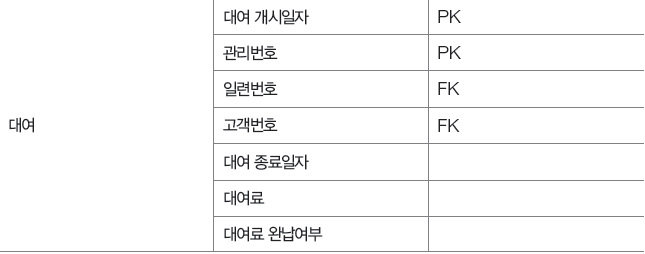 대여 개시일자 PK
관리번호 PK
일련번호 FK
대여 고객번호 FK
대여 종료일자
대여료
대여료 완납여부